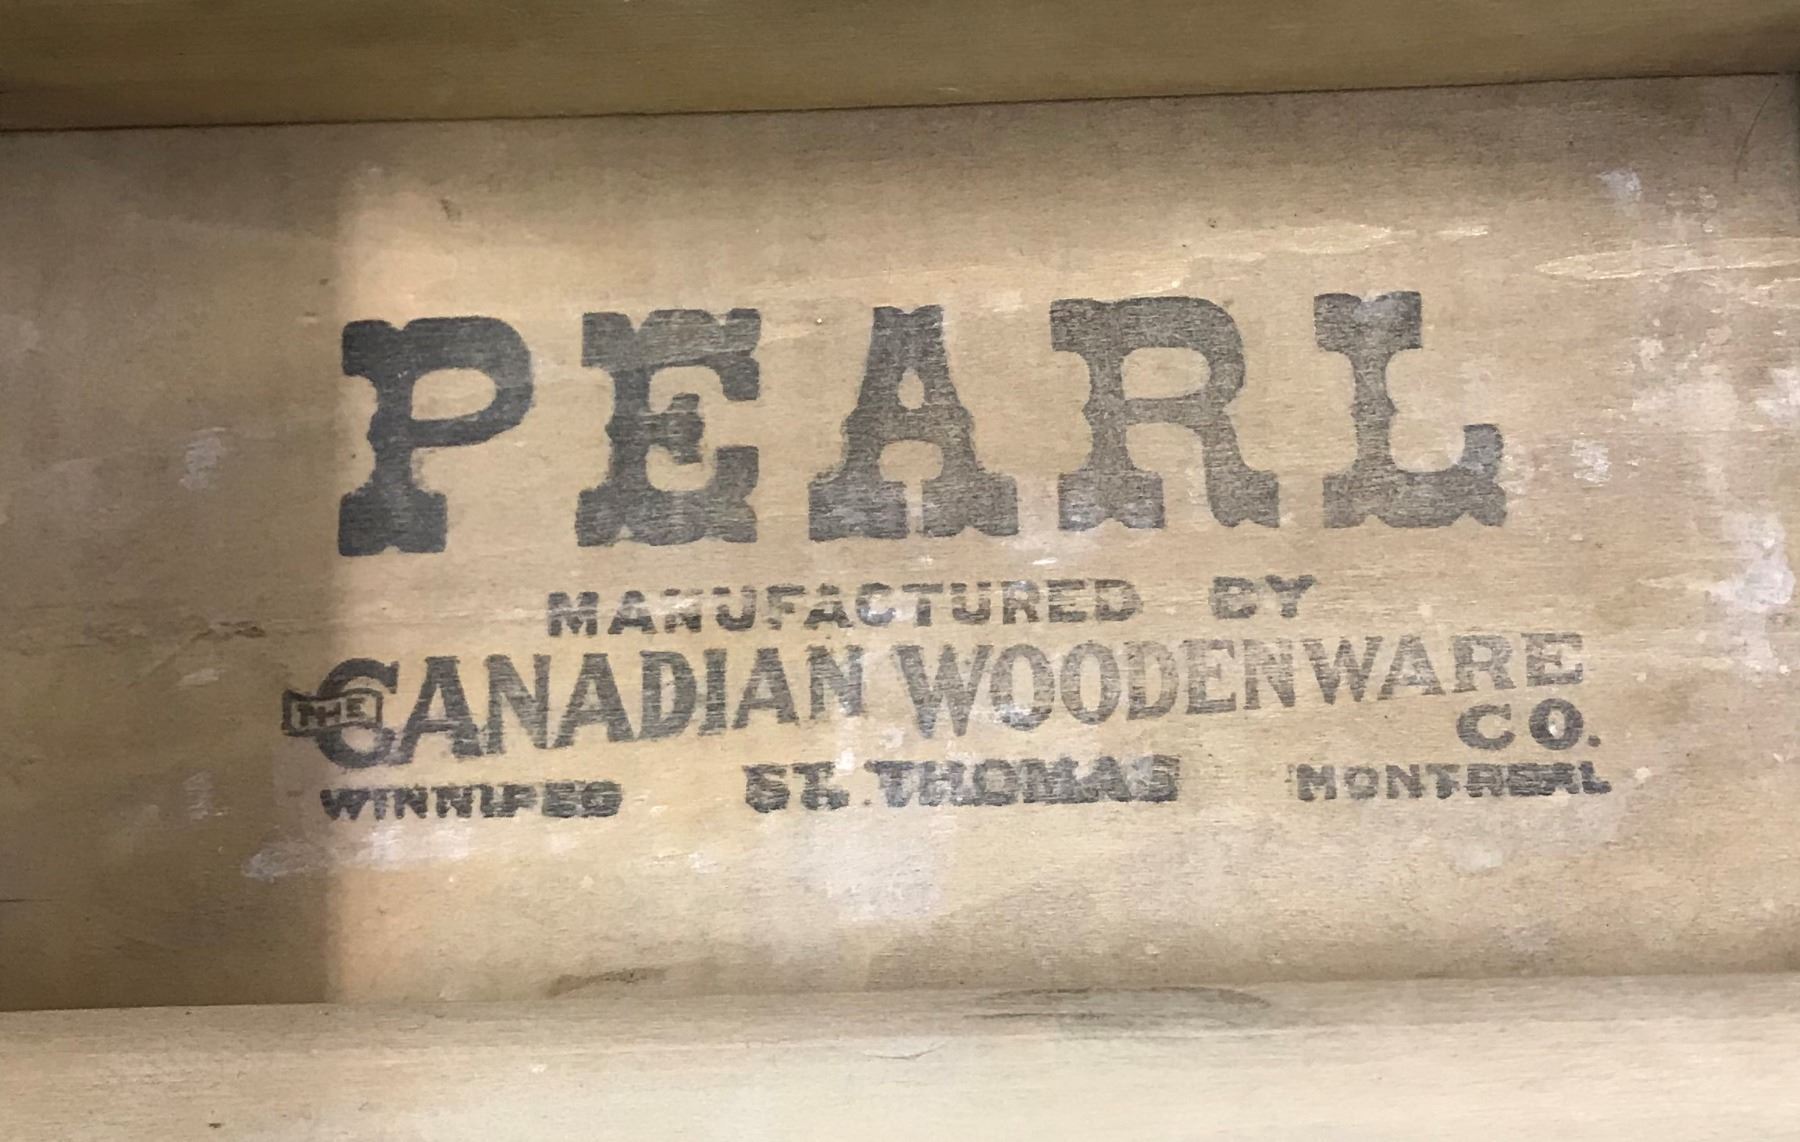 PEARL
MANUFACTURED BY
THE CANADIAN WOODENWARE
CO.
WINNIPEG ST. THOMAS MONTREAL